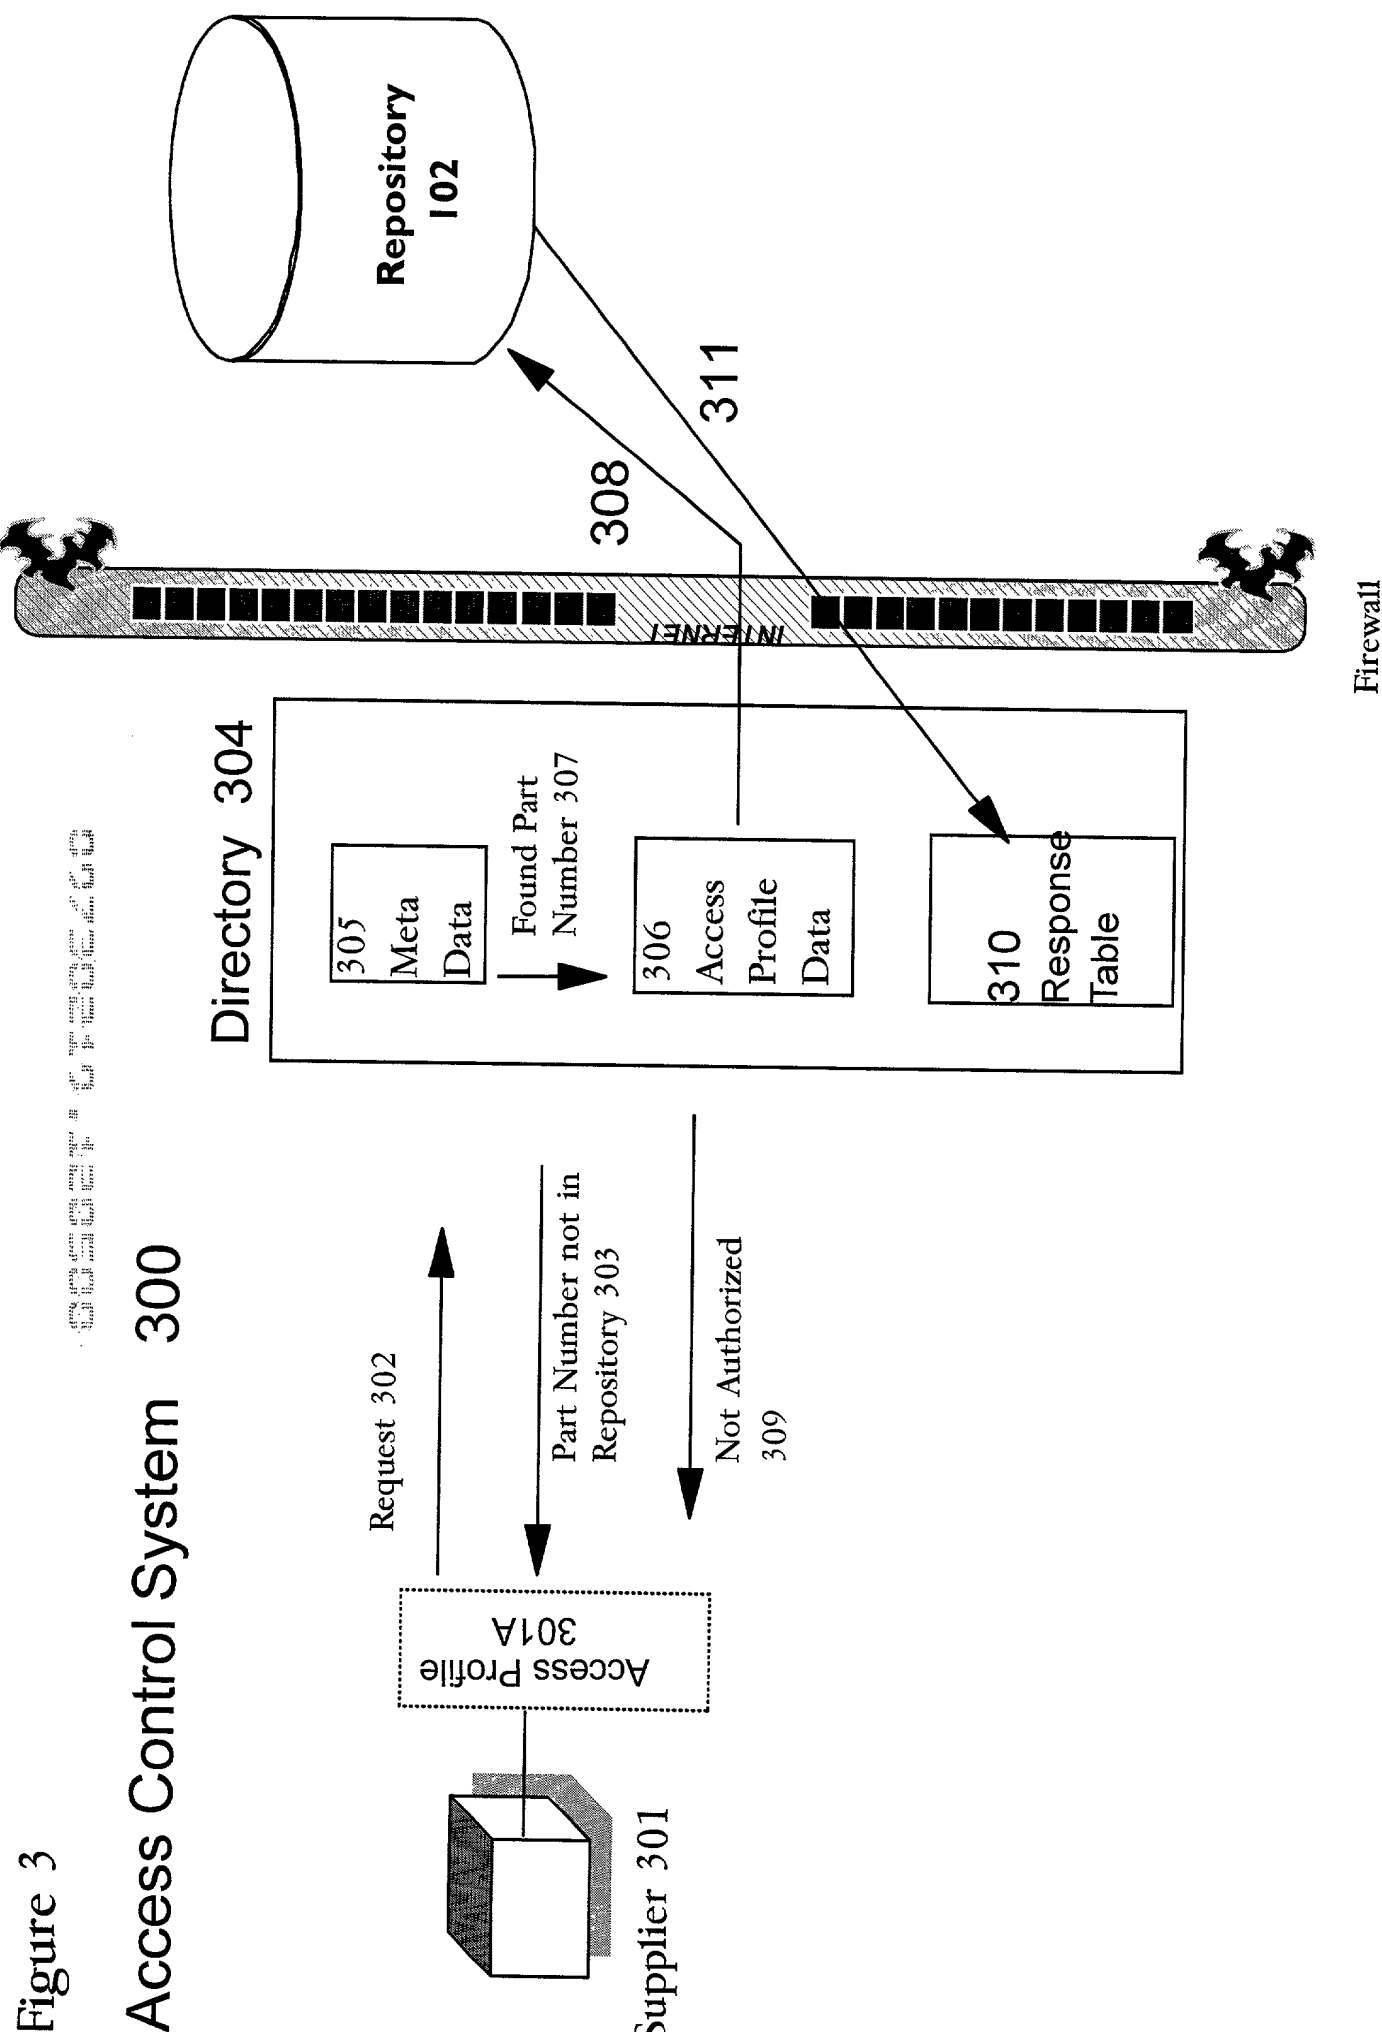 Figure 3
Access Control System 300
Directory 304
Repository
102
Request 302
305
Meta
Data
Found Part
Number 307
308
311
Part Number not in
Repository 303
306
Access
Profile
Data
INTERNET
Access Profile
301A
Not Authorized
309
310
Response
Table
Supplier 301
Firewall